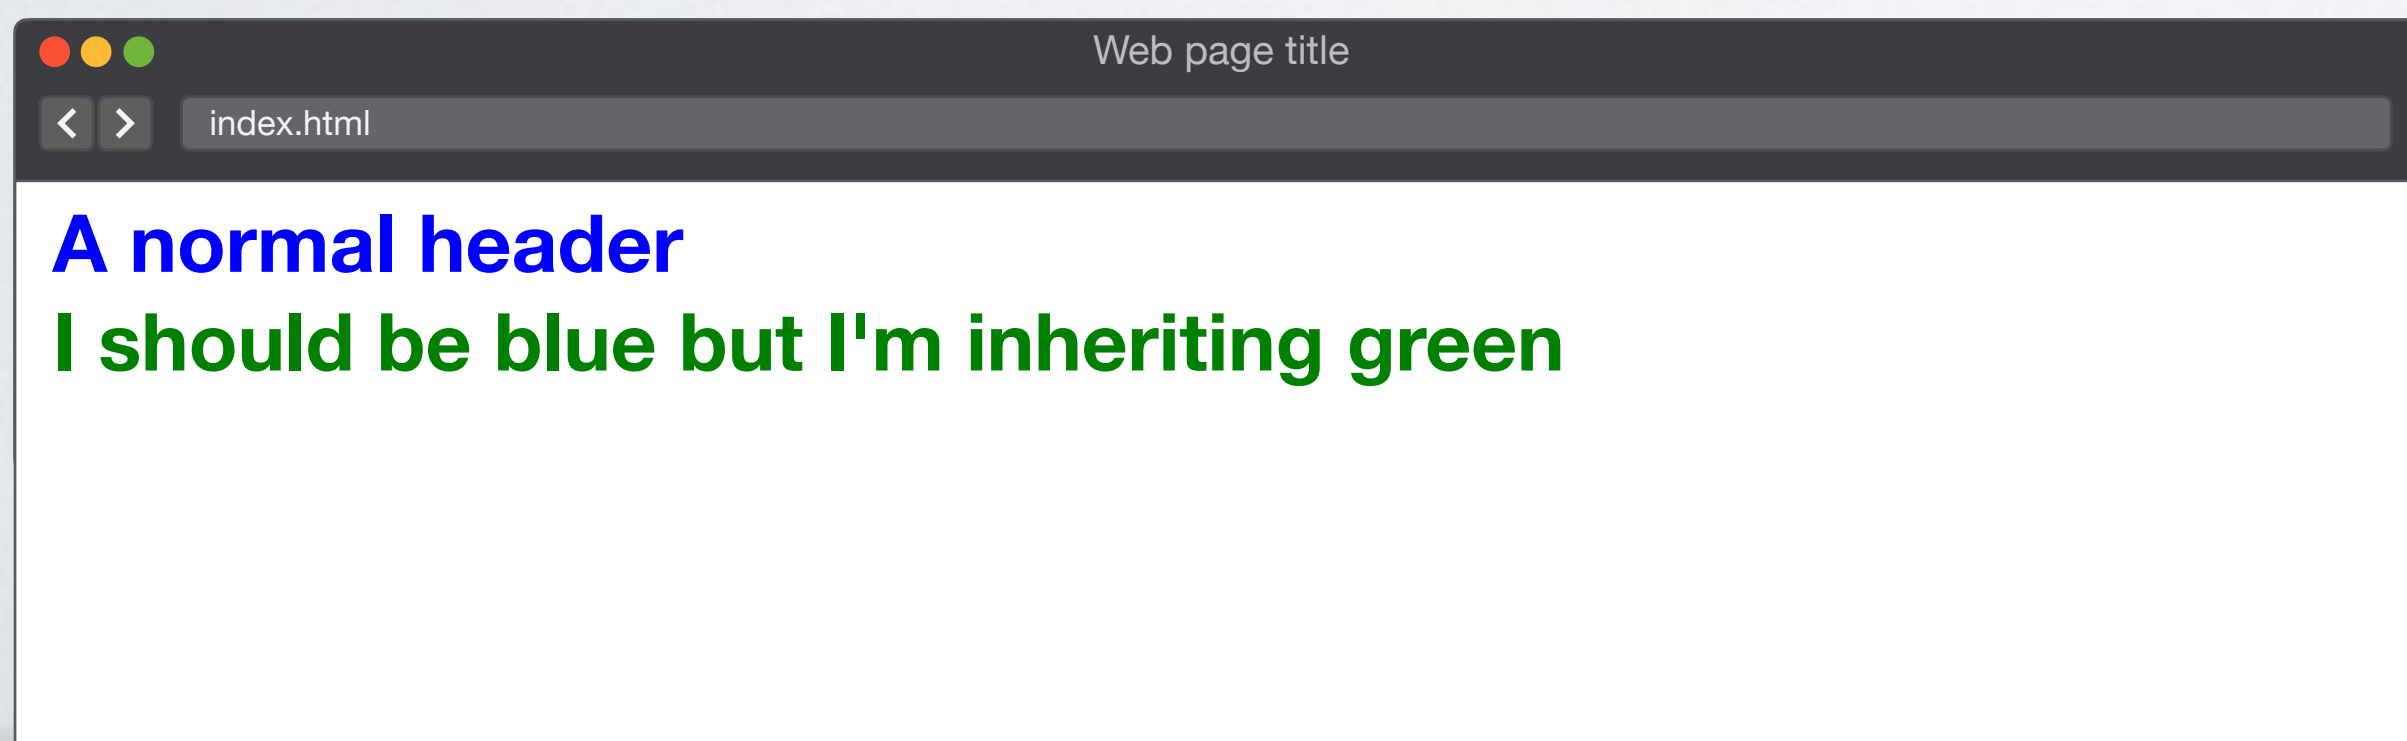 Web page title
index.html
A normal header
I should be blue but I'm inheriting green